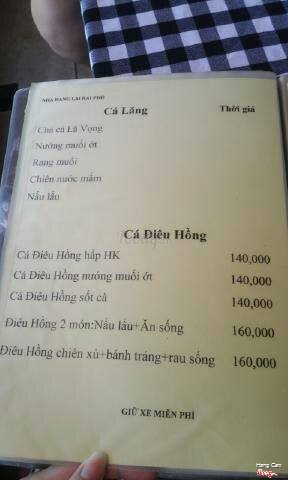 NHÀ HÀNG LAI RAI PHỐ
Cá Lăng Thời giá
Chả cá Lã Vọng
Nướng muối ớt
Rang muối
Chiên nước mắm
Nấu lẩu
Cá Điêu Hồng
Cá Điêu Hồng hấp HK 140,000
Cá Điêu Hồng nướng muối ớt 140,000
Cá Điêu Hồng sốt cà 140,000
Điêu Hồng 2 món:Nấu lẩu+Ăn sống 160,000
Điêu Hồng chiên xù+bánh tráng+rau sống 160,000
GIỮ XE MIỄN PHÍ